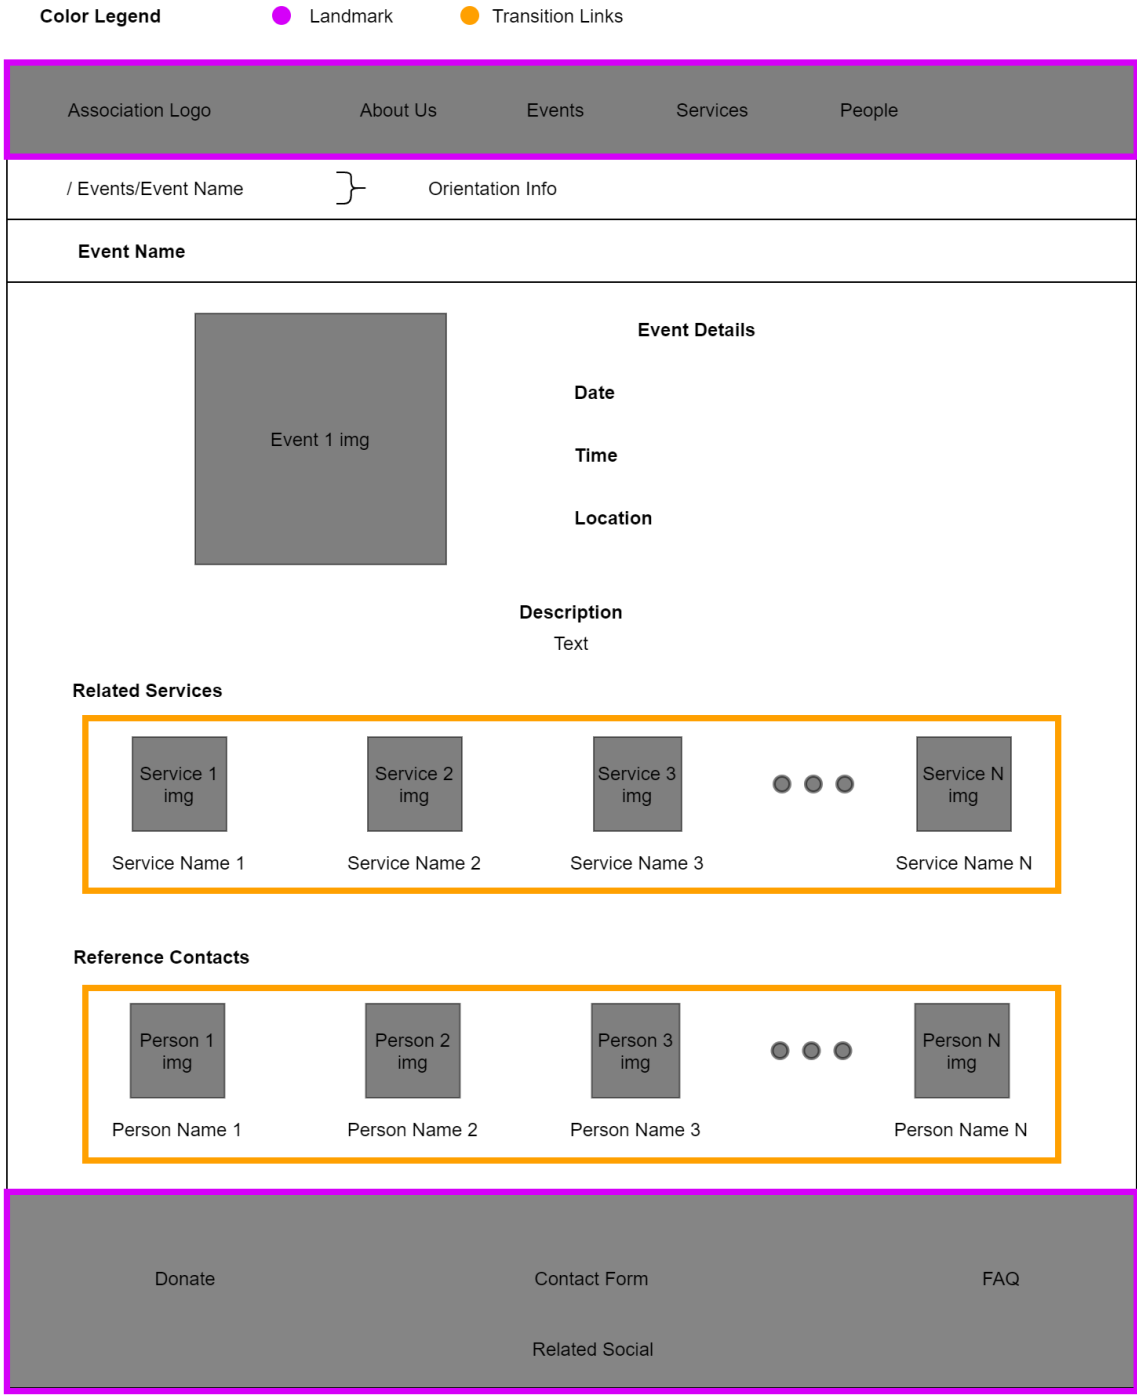 Color Legend
Landmark
Transition Links
Association Logo
About Us
Events
Services
People
/ Events/Event Name
Orientation Info
Event Name
Event 1 img
Event Details
Date
Time
Location
Description
Text
Related Services
Service 1
img
Service 2
img
Service 3
img
Service N
img
Service Name 1
Service Name 2
Service Name 3
Service Name N
Reference Contacts
Person 1
img
Person 2
img
Person 3
img
Person N
img
Person Name 1
Person Name 2
Person Name 3
Person Name N
Donate
Contact Form
FAQ
Related Social